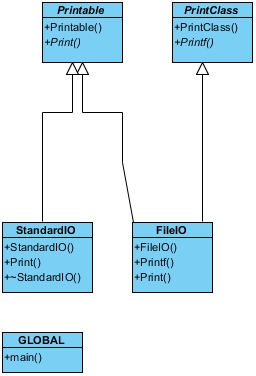 Printable
+Printable()
+Print()
PrintClass
+PrintClass()
+Printf()
StandardIO
+StandardIO()
+Print()
+~StandardIO()
FileIO
+FileIO()
+Printf()
+Print()
GLOBAL
+main()